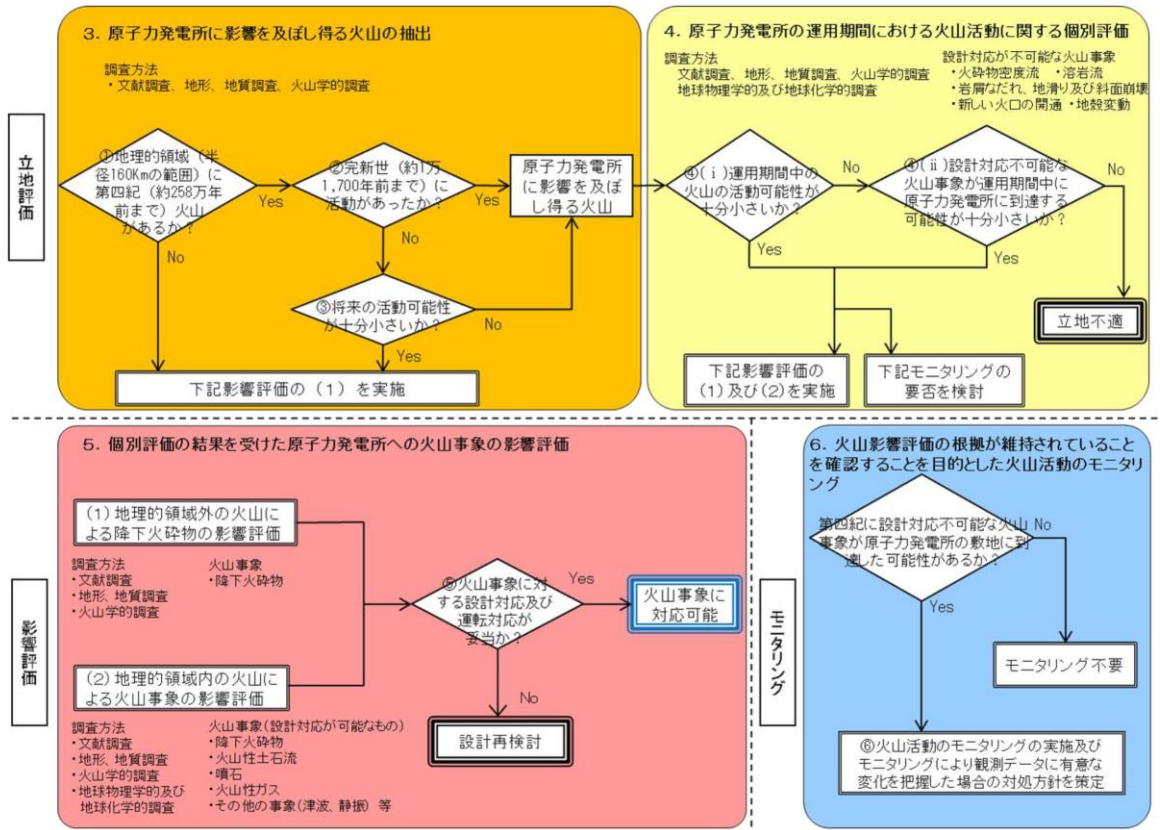 立地評価
3. 原子力発電所に影響を及ぼし得る火山の抽出
調査方法
・文献調査、地形、地質調査、火山学的調査
①地理的領域（半
径160Kmの範囲）に
第四紀（約258万年
前まで）火山
があるか？
Yes
No
②完新世（約1万
1,700年前まで）に
活動があったか？
Yes
No
原子力発電所
に影響を及ぼ
し得る火山
③将来の活動可能性
が十分小さいか？
No
Yes
下記影響評価の（1）を実施
4. 原子力発電所の運用期間における火山活動に関する個別評価
調査方法
文献調査、地形、地質調査、火山学的調査
地球物理学的及び地球化学的調査
設計対応が不可能な火山事象
・火砕物密度流 ・溶岩流
・岩屑なだれ、地滑り及び斜面崩壊
・新しい火口の開通 ・地殻変動
④(ⅰ)運用期間中の
火山の活動可能性が
十分小さいか？
No
Yes
④(ⅱ)設計対応不可能な
火山事象が運用期間中に
原子力発電所に到達する
可能性が十分小さいか？
No
Yes
立地不適
下記影響評価の
(1)及び(2)を実施
下記モニタリングの
要否を検討
影響評価
5. 個別評価の結果を受けた原子力発電所への火山事象の影響評価
(1)地理的領域外の火山に
よる降下火砕物の影響評価
調査方法
・文献調査
・地形、地質調査
・火山学的調査
火山事象
・降下火砕物
⑤火山事象に対
する設計対応及び
運転対応が
妥当か？
Yes
No
火山事象に
対応可能
設計再検討
(2)地理的領域内の火山に
よる火山事象の影響評価
調査方法
・文献調査
・地形、地質調査
・火山学的調査
・地球物理学的及び
地球化学的調査
火山事象(設計対応が可能なもの)
・降下火砕物
・火山性土石流
・噴石
・火山性ガス
・その他の事象(津波、静振) 等
モニタリング
6. 火山影響評価の根拠が維持されていること
を確認することを目的とした火山活動のモニタリ
ング
第四紀に設計対応不可能な火山
事象が原子力発電所の敷地に到
達した可能性があるか？
No
Yes
モニタリング不要
⑥火山活動のモニタリングの実施及び
モニタリングにより観測データに有意な
変化を把握した場合の対処方針を策定